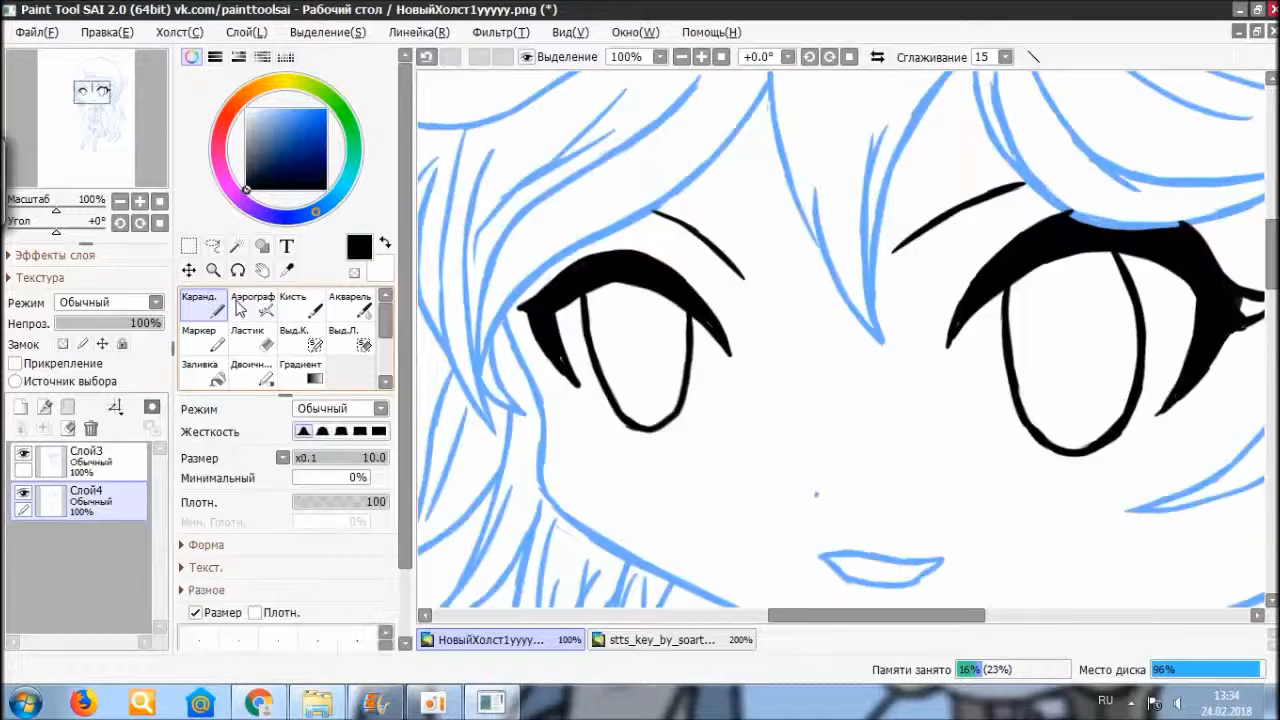 Paint Tool SAI 2.0 (64bit) vk.com/painttoolsai - Рабочий стол / НовыйХолст1ууууу.png (*)
Файл(F) Правка(E) Холст(C) Слой(L) Выделение(S) Линейка(R) Фильтр(T) Вид(V) Окно(W) Помощь(H)
Выделение 100% +0.0° Сглаживание 15
Масштаб 100%
Угол +0°
Эффекты слоя
Текстура
Режим Обычный
Непроз. 100%
Замок
Прикрепление
Источник выбора
Слой3
Обычный
100%
Слой4
Обычный
100%
T
Каранд. Аэрограф Кисть Акварель
Маркер Ластик Выд.К. Выд.Л.
Заливка Двоичн... Градиент
Режим Обычный
Жесткость
Размер x0.1 10.0
Минимальный 0%
Плотн. 100
Мин. Плотн. 0%
Форма
Текст.
Разное
Размер Плотн.
НовыйХолст1уууу... 100% stts_key_by_soart... 200%
Памяти занято 16% (23%) Место диска 96%
RU 13:34
24.02.2018